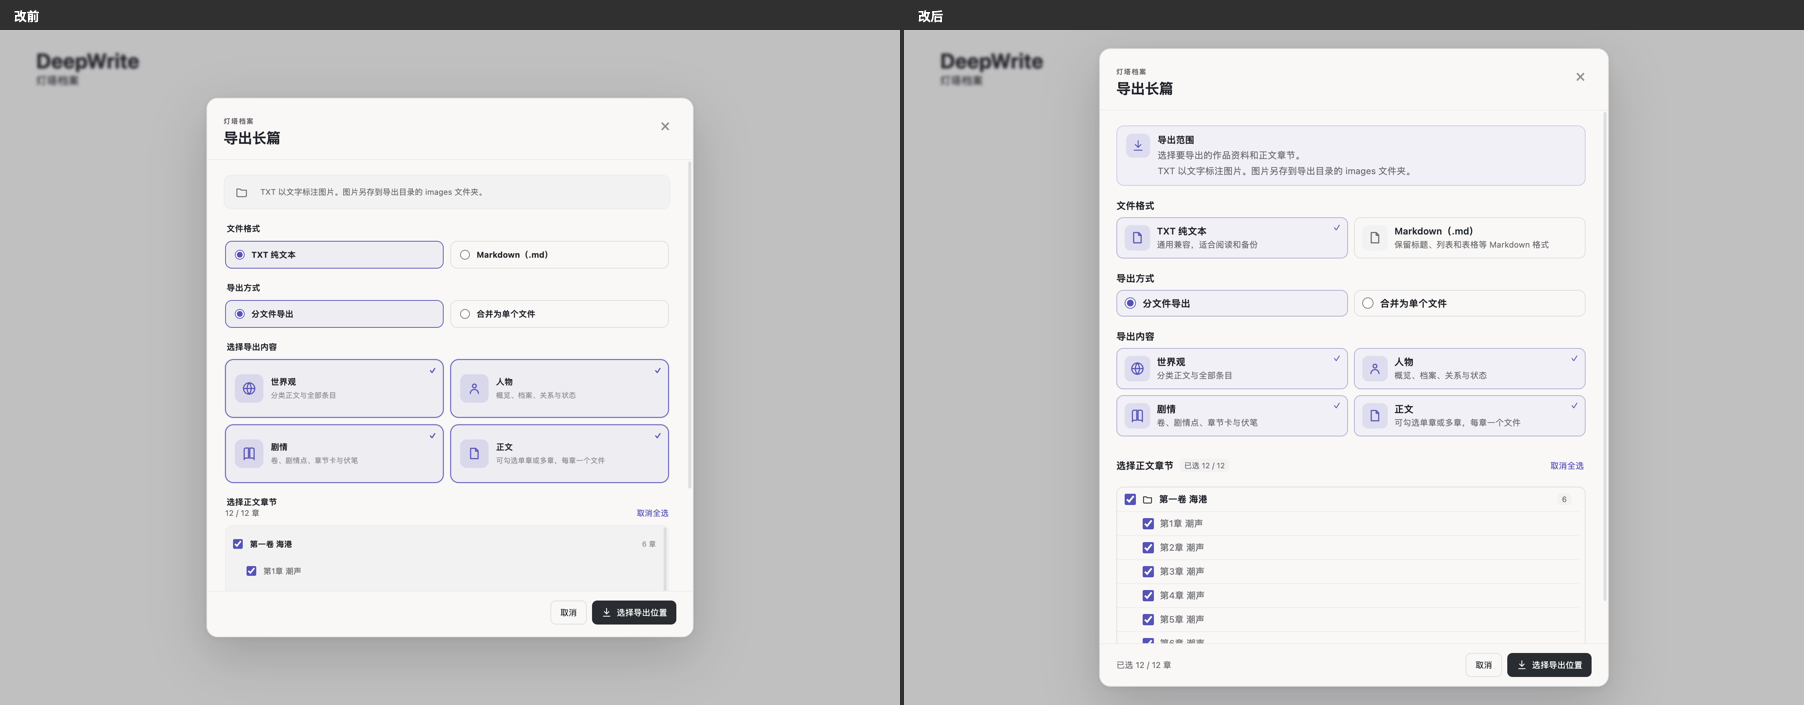 改前
DeepWrite
灯塔档案
灯塔档案
导出长篇
TXT 以文字标注图片。图片另存到导出目录的 images 文件夹。
文件格式
TXT 纯文本
Markdown（.md）
导出方式
分文件导出
合并为单个文件
选择导出内容
世界观
分类正文与全部条目
人物
概览、档案、关系与状态
剧情
卷、剧情点、章节卡与伏笔
正文
可勾选单章或多章，每章一个文件
选择正文章节
12 / 12 章
取消全选
第一卷 海港
6 章
第1章 潮声
取消
选择导出位置
改后
DeepWrite
灯塔档案
灯塔档案
导出长篇
导出范围
选择要导出的作品资料和正文章节。
TXT 以文字标注图片。图片另存到导出目录的 images 文件夹。
文件格式
TXT 纯文本
通用兼容，适合阅读和备份
Markdown（.md）
保留标题、列表和表格等 Markdown 格式
导出方式
分文件导出
合并为单个文件
导出内容
世界观
分类正文与全部条目
人物
概览、档案、关系与状态
剧情
卷、剧情点、章节卡与伏笔
正文
可勾选单章或多章，每章一个文件
选择正文章节
已选 12 / 12
取消全选
第一卷 海港
6
第1章 潮声
第2章 潮声
第3章 潮声
第4章 潮声
第5章 潮声
第6章 潮声
已选 12 / 12 章
取消
选择导出位置